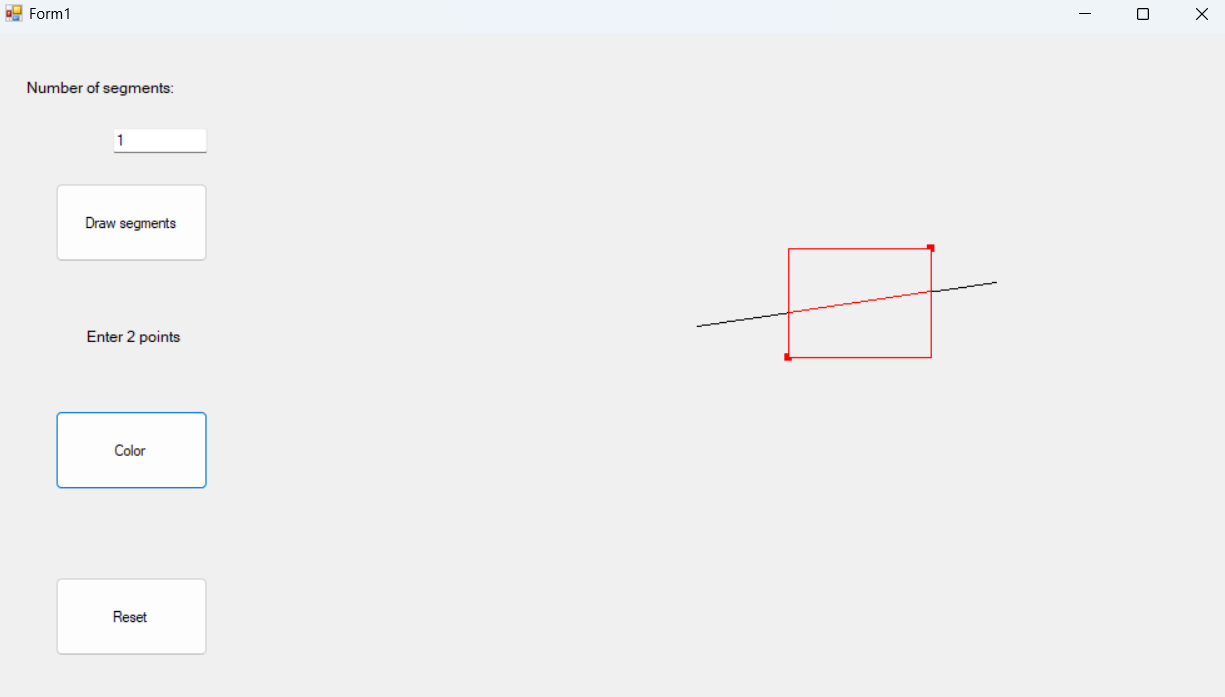 Form1
Number of segments:
1
Draw segments
Enter 2 points
Color
Reset